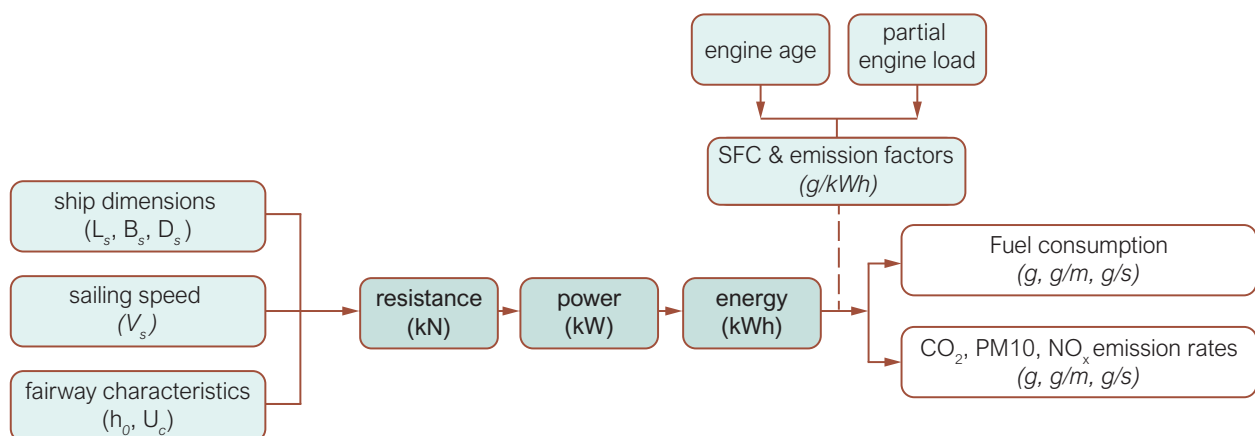 engine age
partial
engine load
SFC & emission factors
(g/kWh)
ship dimensions
(Lₛ, Bₛ, Dₛ)
sailing speed
(Vₛ)
fairway characteristics
(h₀, U_c)
resistance
(kN)
power
(kW)
energy
(kWh)
Fuel consumption
(g, g/m, g/s)
CO₂, PM10, NOₓ emission rates
(g, g/m, g/s)